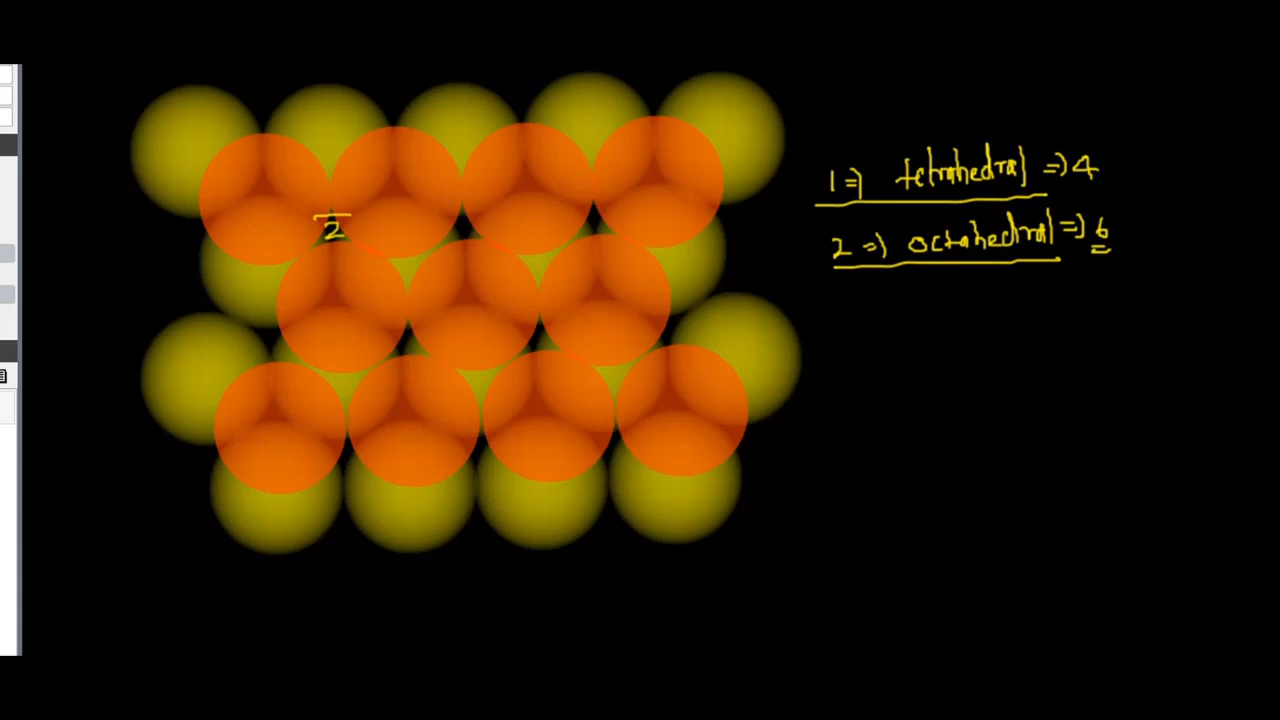 1 ⇒ tetrahedral ⇒ 4
2 ⇒ octahedral ⇒ 6
2